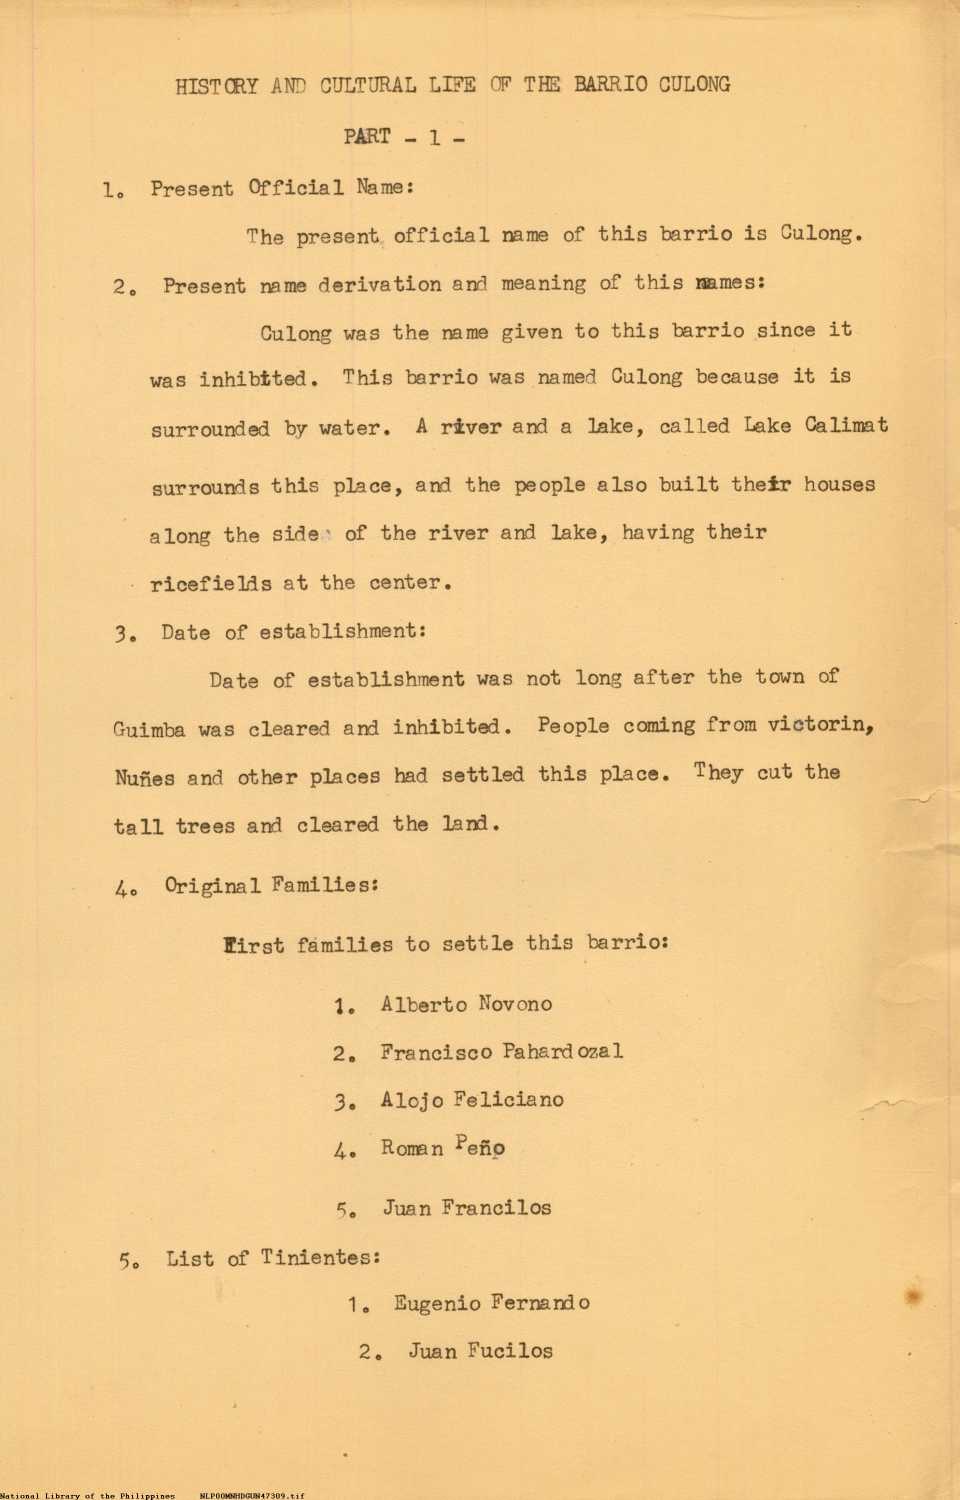 HISTORY AND CULTURAL LIFE OF THE BARRIO CULONG
PART - 1 -
1. Present Official Name:
The present official name of this barrio is Culong.
2. Present name derivation and meaning of this names:
Culong was the name given to this barrio since it
was inhibited. This barrio was named Culong because it is
surrounded by water. A river and a lake, called Lake Calimat
surrounds this place, and the people also built their houses
along the side of the river and lake, having their
ricefields at the center.
3. Date of establishment:
Date of establishment was not long after the town of
Guimba was cleared and inhibited. People coming from victorin,
Nuñes and other places had settled this place. They cut the
tall trees and cleared the land.
4. Original Families:
First families to settle this barrio:
1. Alberto Novono
2. Francisco Pahardozal
3. Alojo Feliciano
4. Roman Peño
5. Juan Francilos
5. List of Tinientes:
1. Eugenio Fernando
2. Juan Fucilos
National Library of the Philippines NLP00MNHDGUN47309.tif